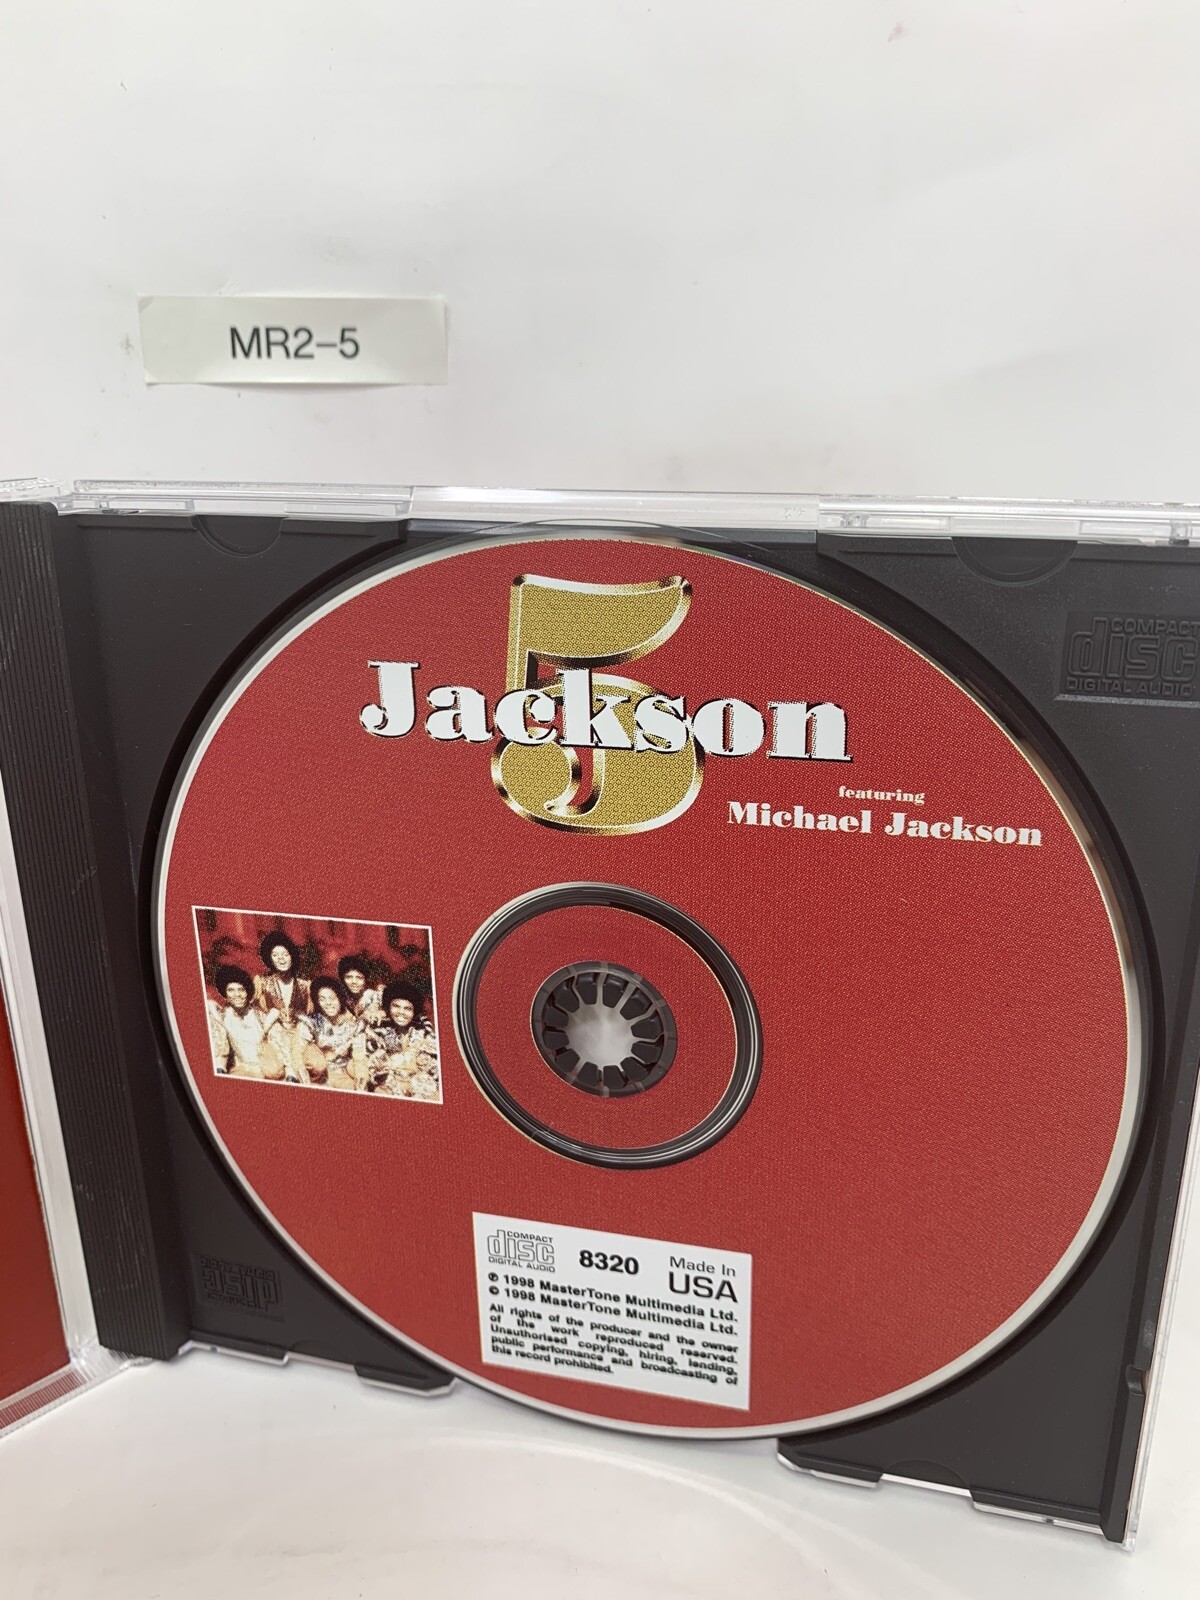 MR2-5
COMPACT
disc
DIGITAL AUDIO
5
Jackson
featuring
Michael Jackson
COMPACT
disc
DIGITAL AUDIO
8320
Made In
USA
℗ 1998 MasterTone Multimedia Ltd.
© 1998 MasterTone Multimedia Ltd.
All rights of the producer and the owner
of the work reproduced reserved.
Unauthorised copying, hiring, lending,
public performance and broadcasting of
this record prohibited.